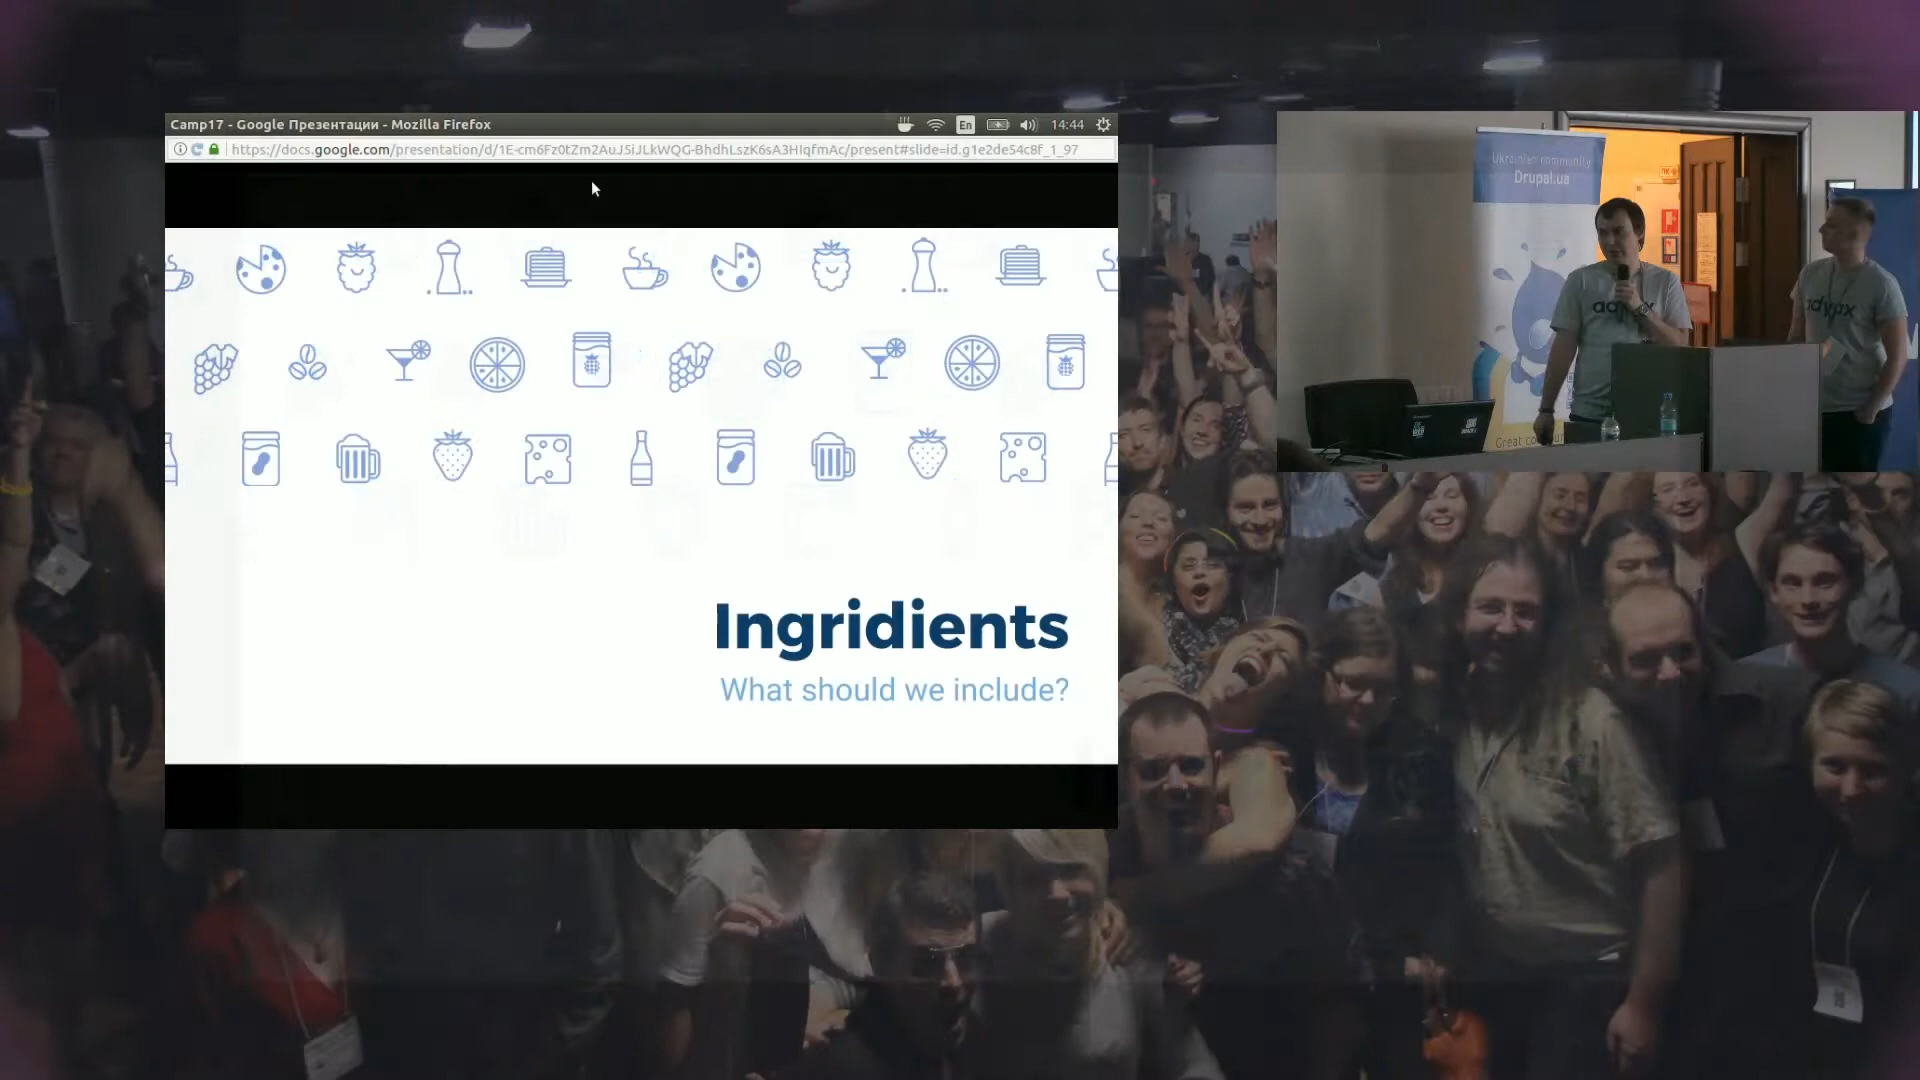 Camp17 - Google Презентации - Mozilla Firefox
En
14:44
https://docs.google.com/presentation/d/1E-cm6Fz0tZm2AuJ5iJLkWQG-BhdhLszK6sA3HIqfmAc/present#slide=id.g1e2de54c8f_1_97
Ingridients
What should we include?
Ukrainian community
Drupal.ua